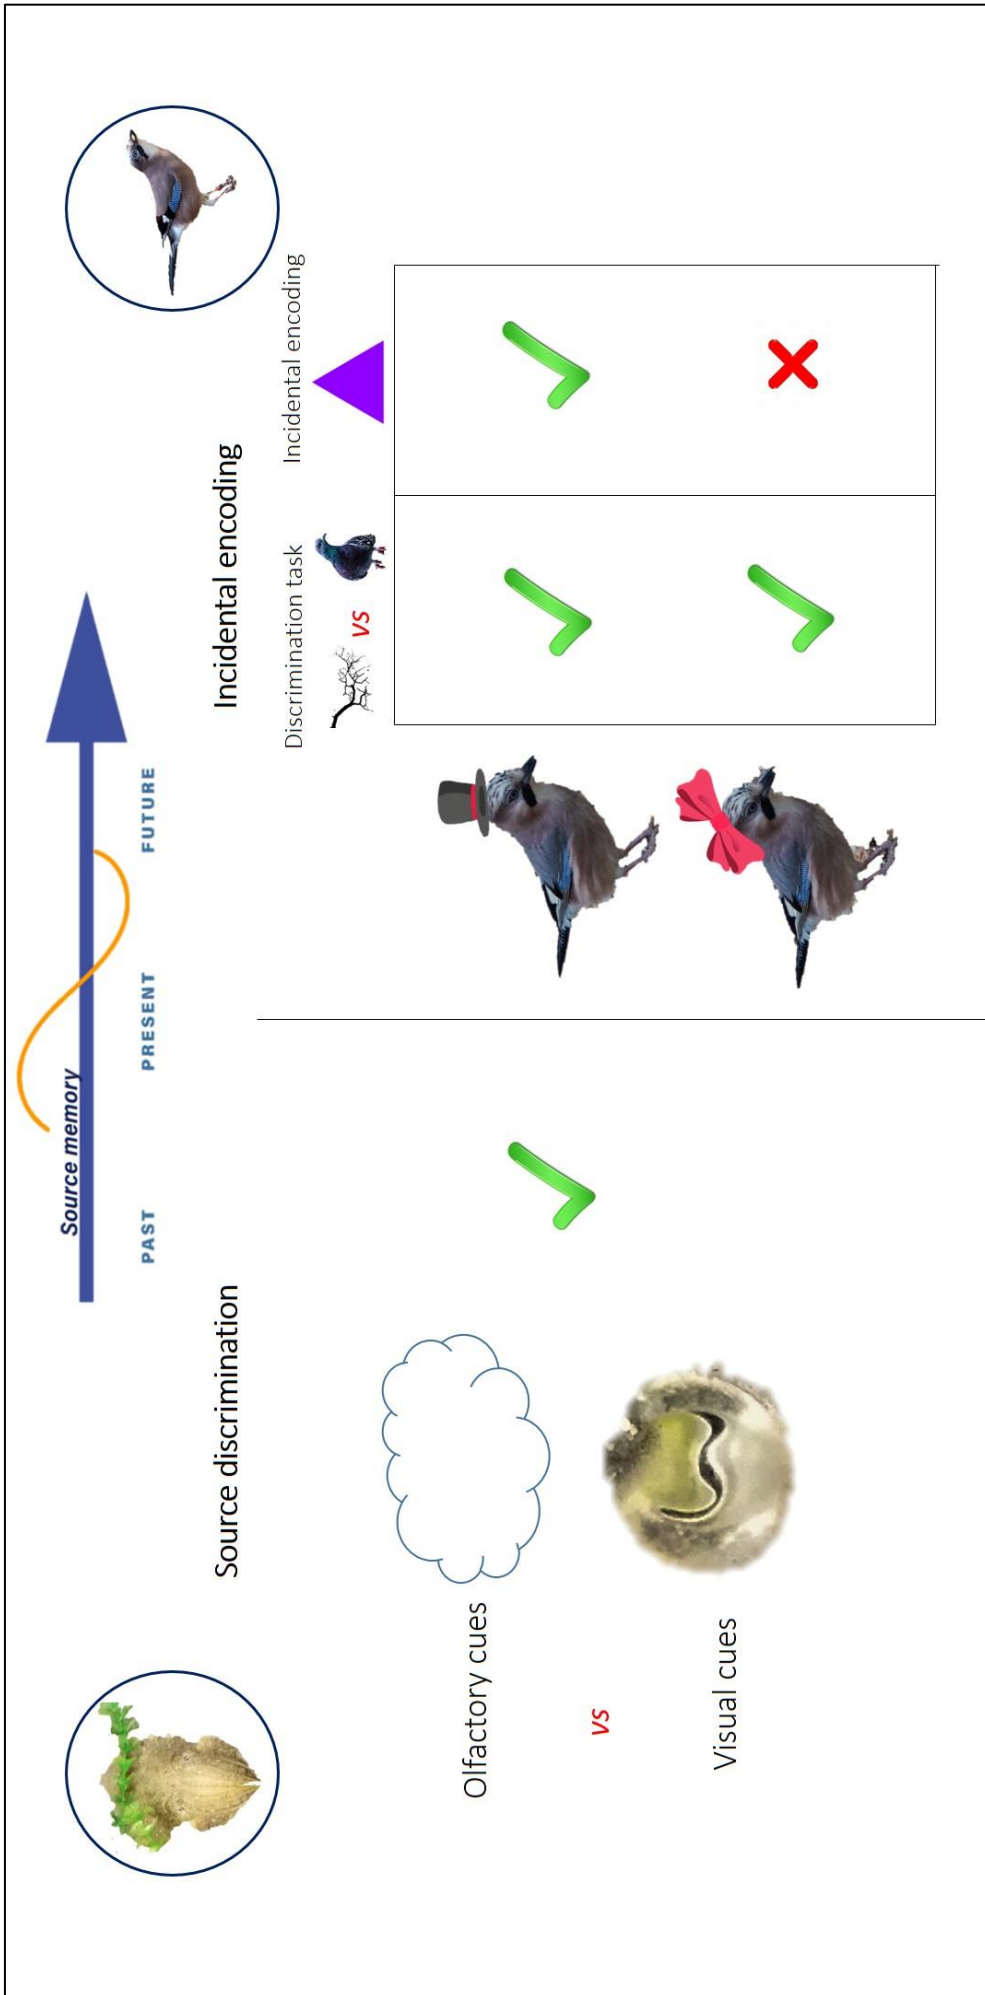 Source memory
PAST PRESENT FUTURE
Source discrimination
Olfactory cues
vs
Visual cues
Incidental encoding
Discrimination task
vs
Incidental encoding